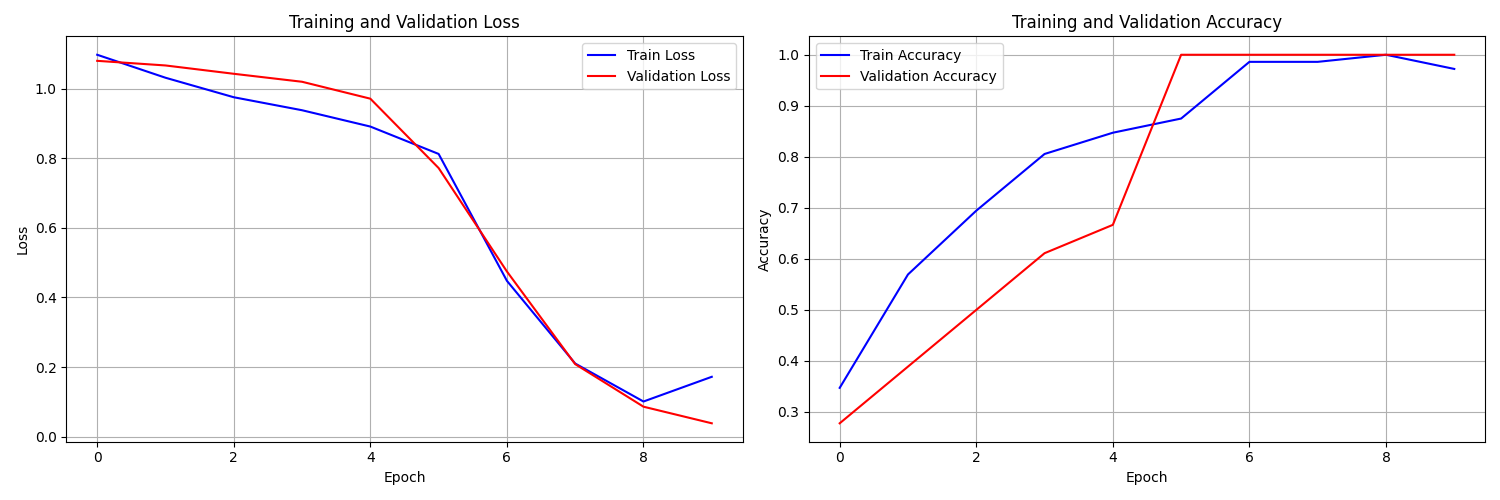 Training and Validation Loss
Train Loss
Validation Loss
1.0
0.8
0.6
0.4
0.2
0.0
Loss
0 2 4 6 8
Epoch
Training and Validation Accuracy
Train Accuracy
Validation Accuracy
1.0
0.9
0.8
0.7
0.6
0.5
0.4
0.3
Accuracy
0 2 4 6 8
Epoch